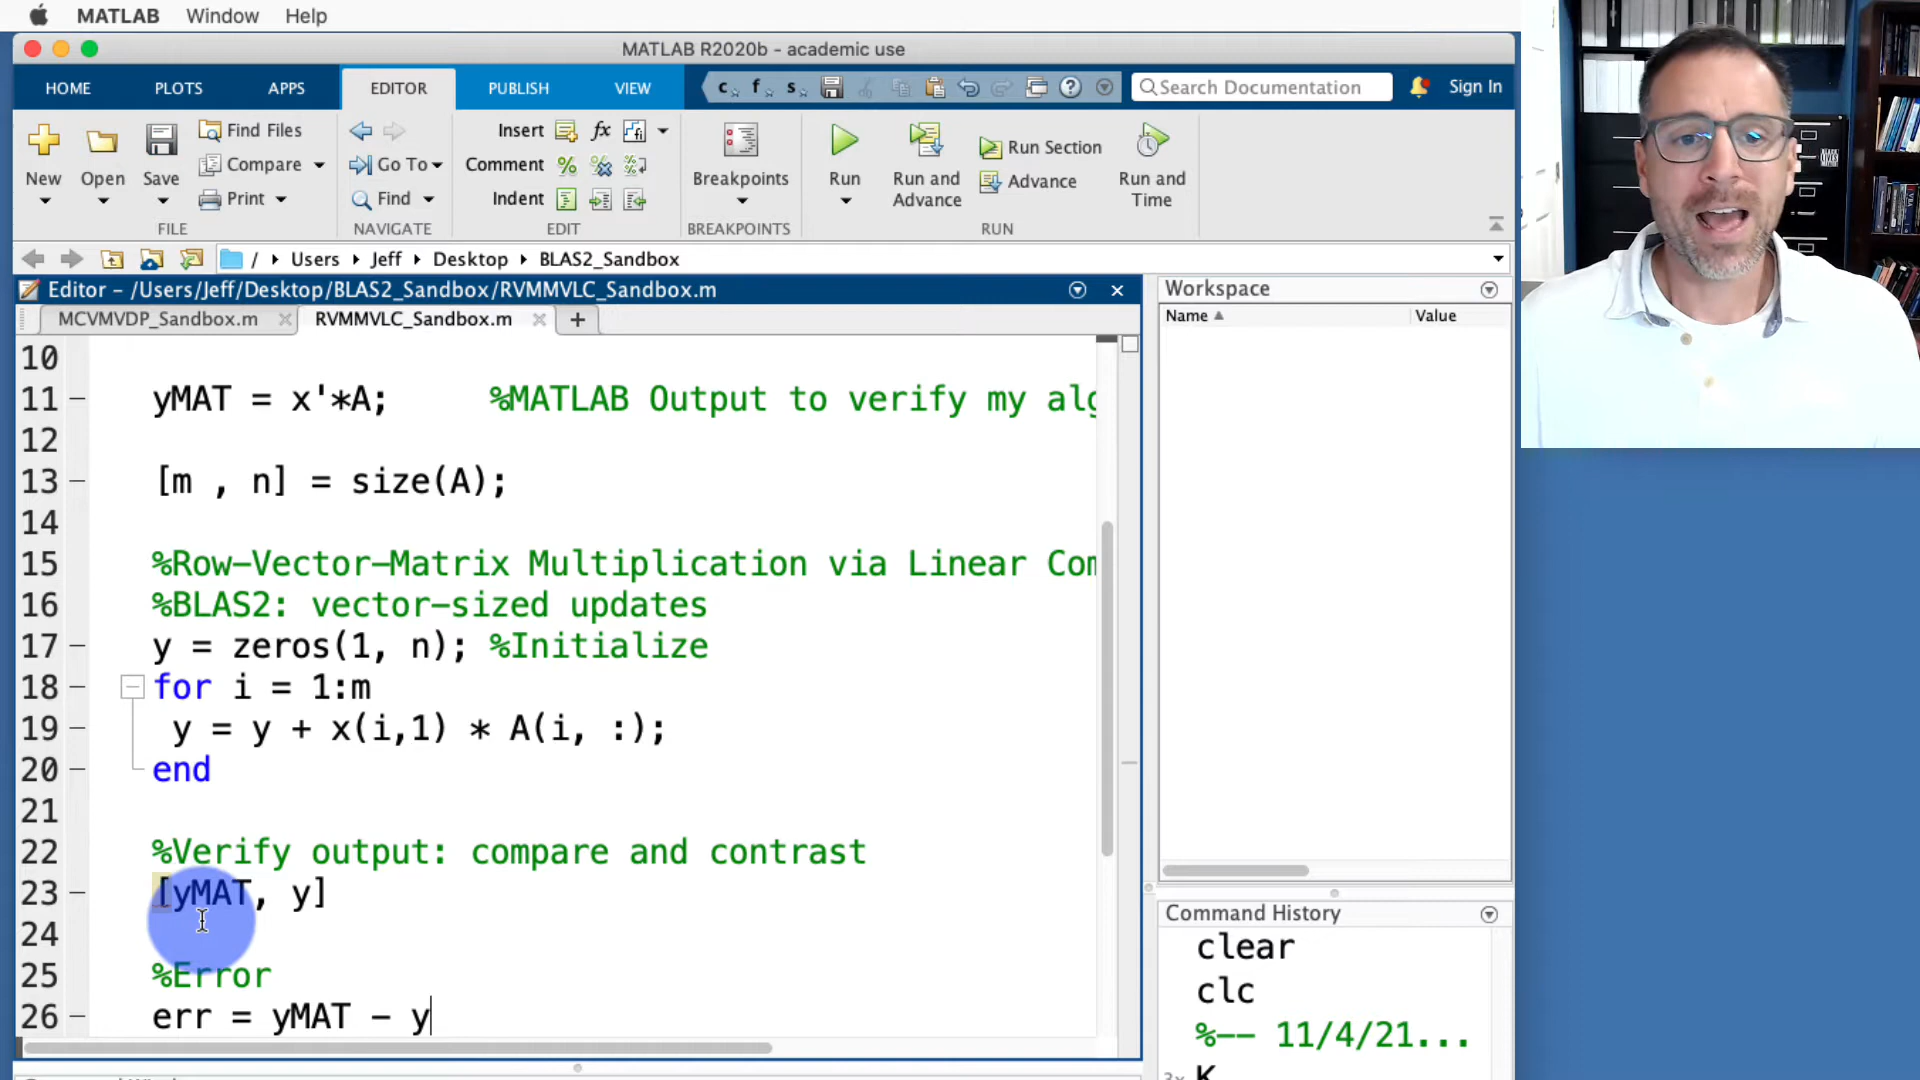 MATLAB Window Help
MATLAB R2020b - academic use
HOME PLOTS APPS EDITOR PUBLISH VIEW Search Documentation Sign In
New Open Save Find Files Compare Print
FILE
Go To Find
NAVIGATE
Insert fx
Comment
Indent
EDIT
Breakpoints
BREAKPOINTS
Run Run and Advance Run Section Advance Run and Time
RUN
/ Users Jeff Desktop BLAS2_Sandbox
Editor - /Users/Jeff/Desktop/BLAS2_Sandbox/RVMMVLC_Sandbox.m
MCVMVDP_Sandbox.m RVMMVLC_Sandbox.m
10
11 yMAT = x'*A; %MATLAB Output to verify my alg
12
13 [m , n] = size(A);
14
15 %Row-Vector-Matrix Multiplication via Linear Com
16 %BLAS2: vector-sized updates
17 y = zeros(1, n); %Initialize
18 for i = 1:m
19 y = y + x(i,1) * A(i, :);
20 end
21
22 %Verify output: compare and contrast
23 [yMAT, y]
24
25 %Error
26 err = yMAT - y
Workspace
Name Value
Command History
clear
clc
%-- 11/4/21...